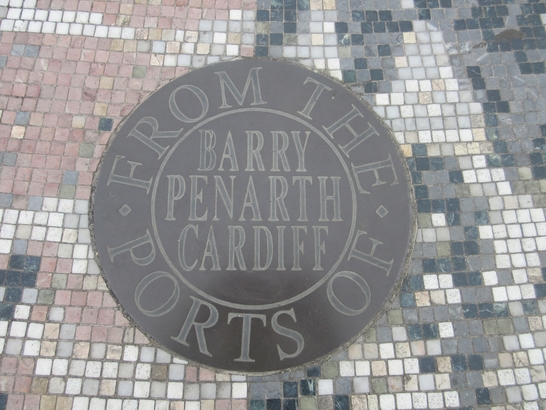 FROM THE PORTS OF
BARRY
PENARTH
CARDIFF